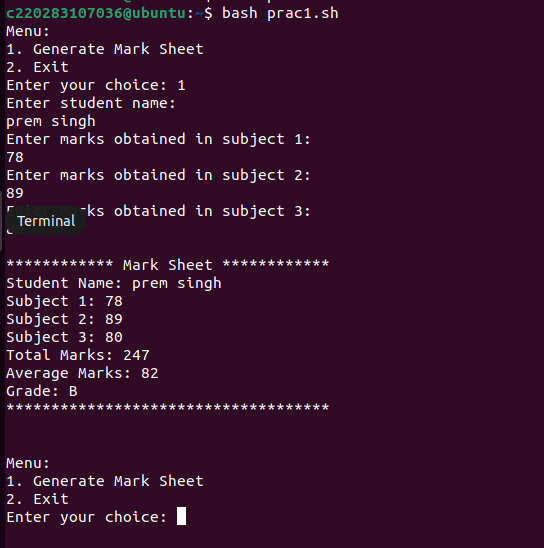 c220283107036@ubuntu:~$ bash prac1.sh
Menu:
1. Generate Mark Sheet
2. Exit
Enter your choice: 1
Enter student name:
prem singh
Enter marks obtained in subject 1:
78
Enter marks obtained in subject 2:
89
marks obtained in subject 3:
Terminal
************ Mark Sheet ************
Student Name: prem singh
Subject 1: 78
Subject 2: 89
Subject 3: 80
Total Marks: 247
Average Marks: 82
Grade: B
************************************
Menu:
1. Generate Mark Sheet
2. Exit
Enter your choice: